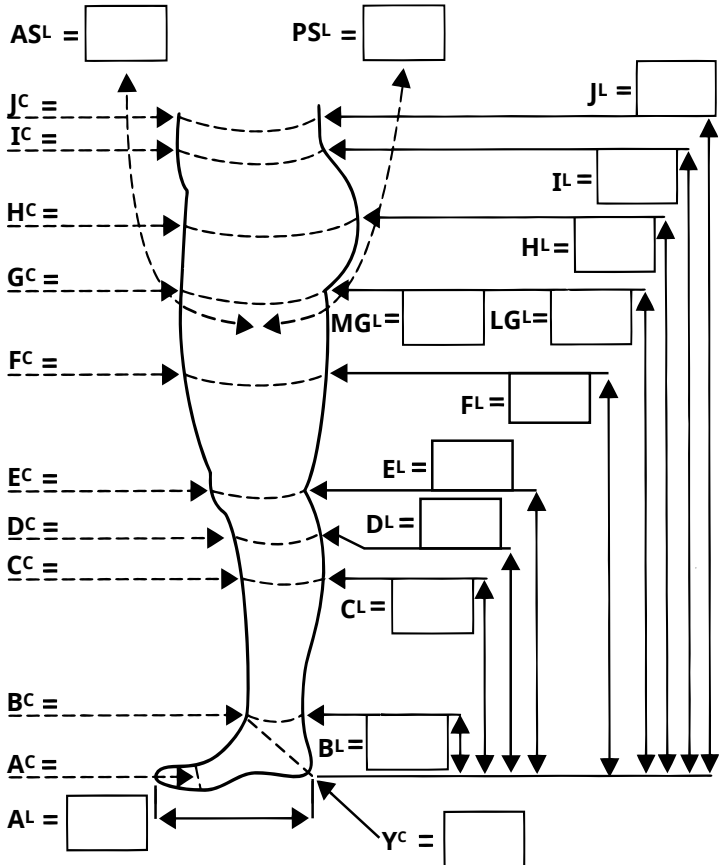 ASL =
PSL =
JC =
JL =
IC =
IL =
HC =
HL =
GC =
MGL=
LGL=
FC =
FL =
EC =
EL =
DC =
DL =
CC =
CL =
BC =
BL =
AC =
AL =
YC =